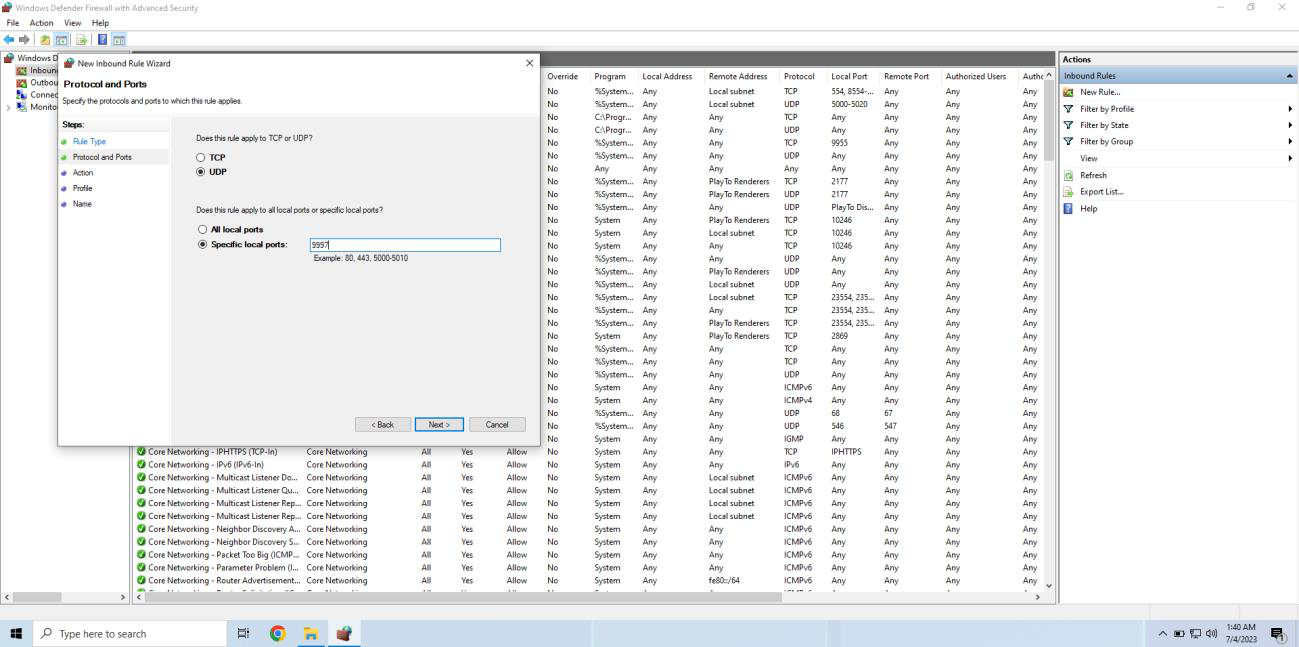 Windows Defender Firewall with Advanced Security
File Action View Help
Windows D
Inboun
Outbou
Connec
Monito
New Inbound Rule Wizard
Protocol and Ports
Specify the protocols and ports to which this rule applies.
Steps:
Rule Type
Protocol and Ports
Action
Profile
Name
Does this rule apply to TCP or UDP?
TCP
UDP
Does this rule apply to all local ports or specific local ports?
All local ports
Specific local ports: 9997
Example: 80, 443, 5000-5010
< Back Next > Cancel
Override Program Local Address Remote Address Protocol Local Port Remote Port Authorized Users Autho
No %System... Any Local subnet TCP 554, 8554-... Any Any Any
No %System... Any Local subnet UDP 5000-5020 Any Any Any
No C:\Progr... Any Any TCP Any Any Any Any
No C:\Progr... Any Any UDP Any Any Any Any
No %System... Any Any TCP 9955 Any Any Any
No %System... Any Any UDP Any Any Any Any
No Any Any Any Any Any Any Any Any
No %System... Any PlayTo Renderers TCP 2177 Any Any Any
No %System... Any PlayTo Renderers UDP 2177 Any Any Any
No %System... Any Any UDP PlayTo Dis... Any Any Any
No System Any PlayTo Renderers TCP 10246 Any Any Any
No System Any Local subnet TCP 10246 Any Any Any
No System Any Any TCP 10246 Any Any Any
No %System... Any Any UDP Any Any Any Any
No %System... Any PlayTo Renderers UDP Any Any Any Any
No %System... Any Local subnet UDP Any Any Any Any
No %System... Any Local subnet TCP 23554, 235... Any Any Any
No %System... Any Any TCP 23554, 235... Any Any Any
No %System... Any PlayTo Renderers TCP 23554, 235... Any Any Any
No System Any PlayTo Renderers TCP 2869 Any Any Any
No %System... Any Any TCP Any Any Any Any
No %System... Any Any TCP Any Any Any Any
No %System... Any Any UDP Any Any Any Any
No System Any Any ICMPv6 Any Any Any Any
No System Any Any ICMPv4 Any Any Any Any
No %System... Any Any UDP 68 67 Any Any
No %System... Any Any UDP 546 547 Any Any
No System Any Any IGMP Any Any Any Any
Core Networking - IPHTTPS (TCP-In) Core Networking All Yes Allow No System Any Any TCP IPHTTPS Any Any Any
Core Networking - IPv6 (IPv6-In) Core Networking All Yes Allow No System Any Any IPv6 Any Any Any Any
Core Networking - Multicast Listener Do... Core Networking All Yes Allow No System Any Local subnet ICMPv6 Any Any Any Any
Core Networking - Multicast Listener Qu... Core Networking All Yes Allow No System Any Local subnet ICMPv6 Any Any Any Any
Core Networking - Multicast Listener Rep... Core Networking All Yes Allow No System Any Local subnet ICMPv6 Any Any Any Any
Core Networking - Multicast Listener Rep... Core Networking All Yes Allow No System Any Local subnet ICMPv6 Any Any Any Any
Core Networking - Neighbor Discovery A... Core Networking All Yes Allow No System Any Any ICMPv6 Any Any Any Any
Core Networking - Neighbor Discovery S... Core Networking All Yes Allow No System Any Any ICMPv6 Any Any Any Any
Core Networking - Packet Too Big (ICMP... Core Networking All Yes Allow No System Any Any ICMPv6 Any Any Any Any
Core Networking - Parameter Problem (I... Core Networking All Yes Allow No System Any Any ICMPv6 Any Any Any Any
Core Networking - Router Advertisement... Core Networking All Yes Allow No System Any fe80::/64 ICMPv6 Any Any Any Any
Actions
Inbound Rules
New Rule...
Filter by Profile
Filter by State
Filter by Group
View
Refresh
Export List...
Help
Type here to search
1:40 AM
7/4/2023
1